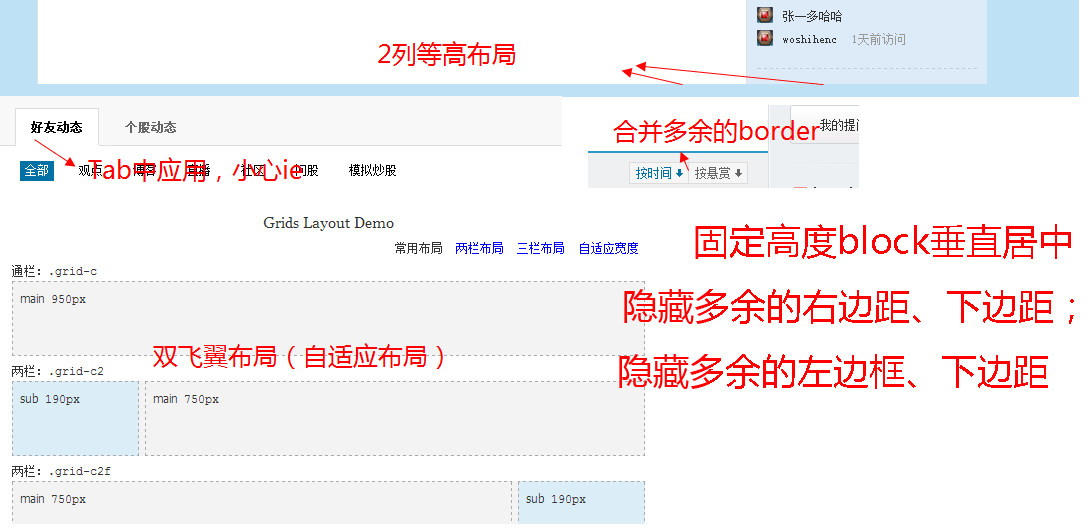 张一多哈哈
woshihenc 1天前访问
2列等高布局
好友动态 个股动态
合并多余的border
我的提问
全部 观点 博客 直播 社区 问股 模拟炒股
Tab中应用，小心ie
按时间 按悬赏
Grids Layout Demo
常用布局 两栏布局 三栏布局 自适应宽度
固定高度block垂直居中
通栏: .grid-c
main 950px
隐藏多余的右边距、下边距；
双飞翼布局（自适应布局）
隐藏多余的左边框、下边距
两栏: .grid-c2
sub 190px main 750px
两栏: .grid-c2f
main 750px sub 190px